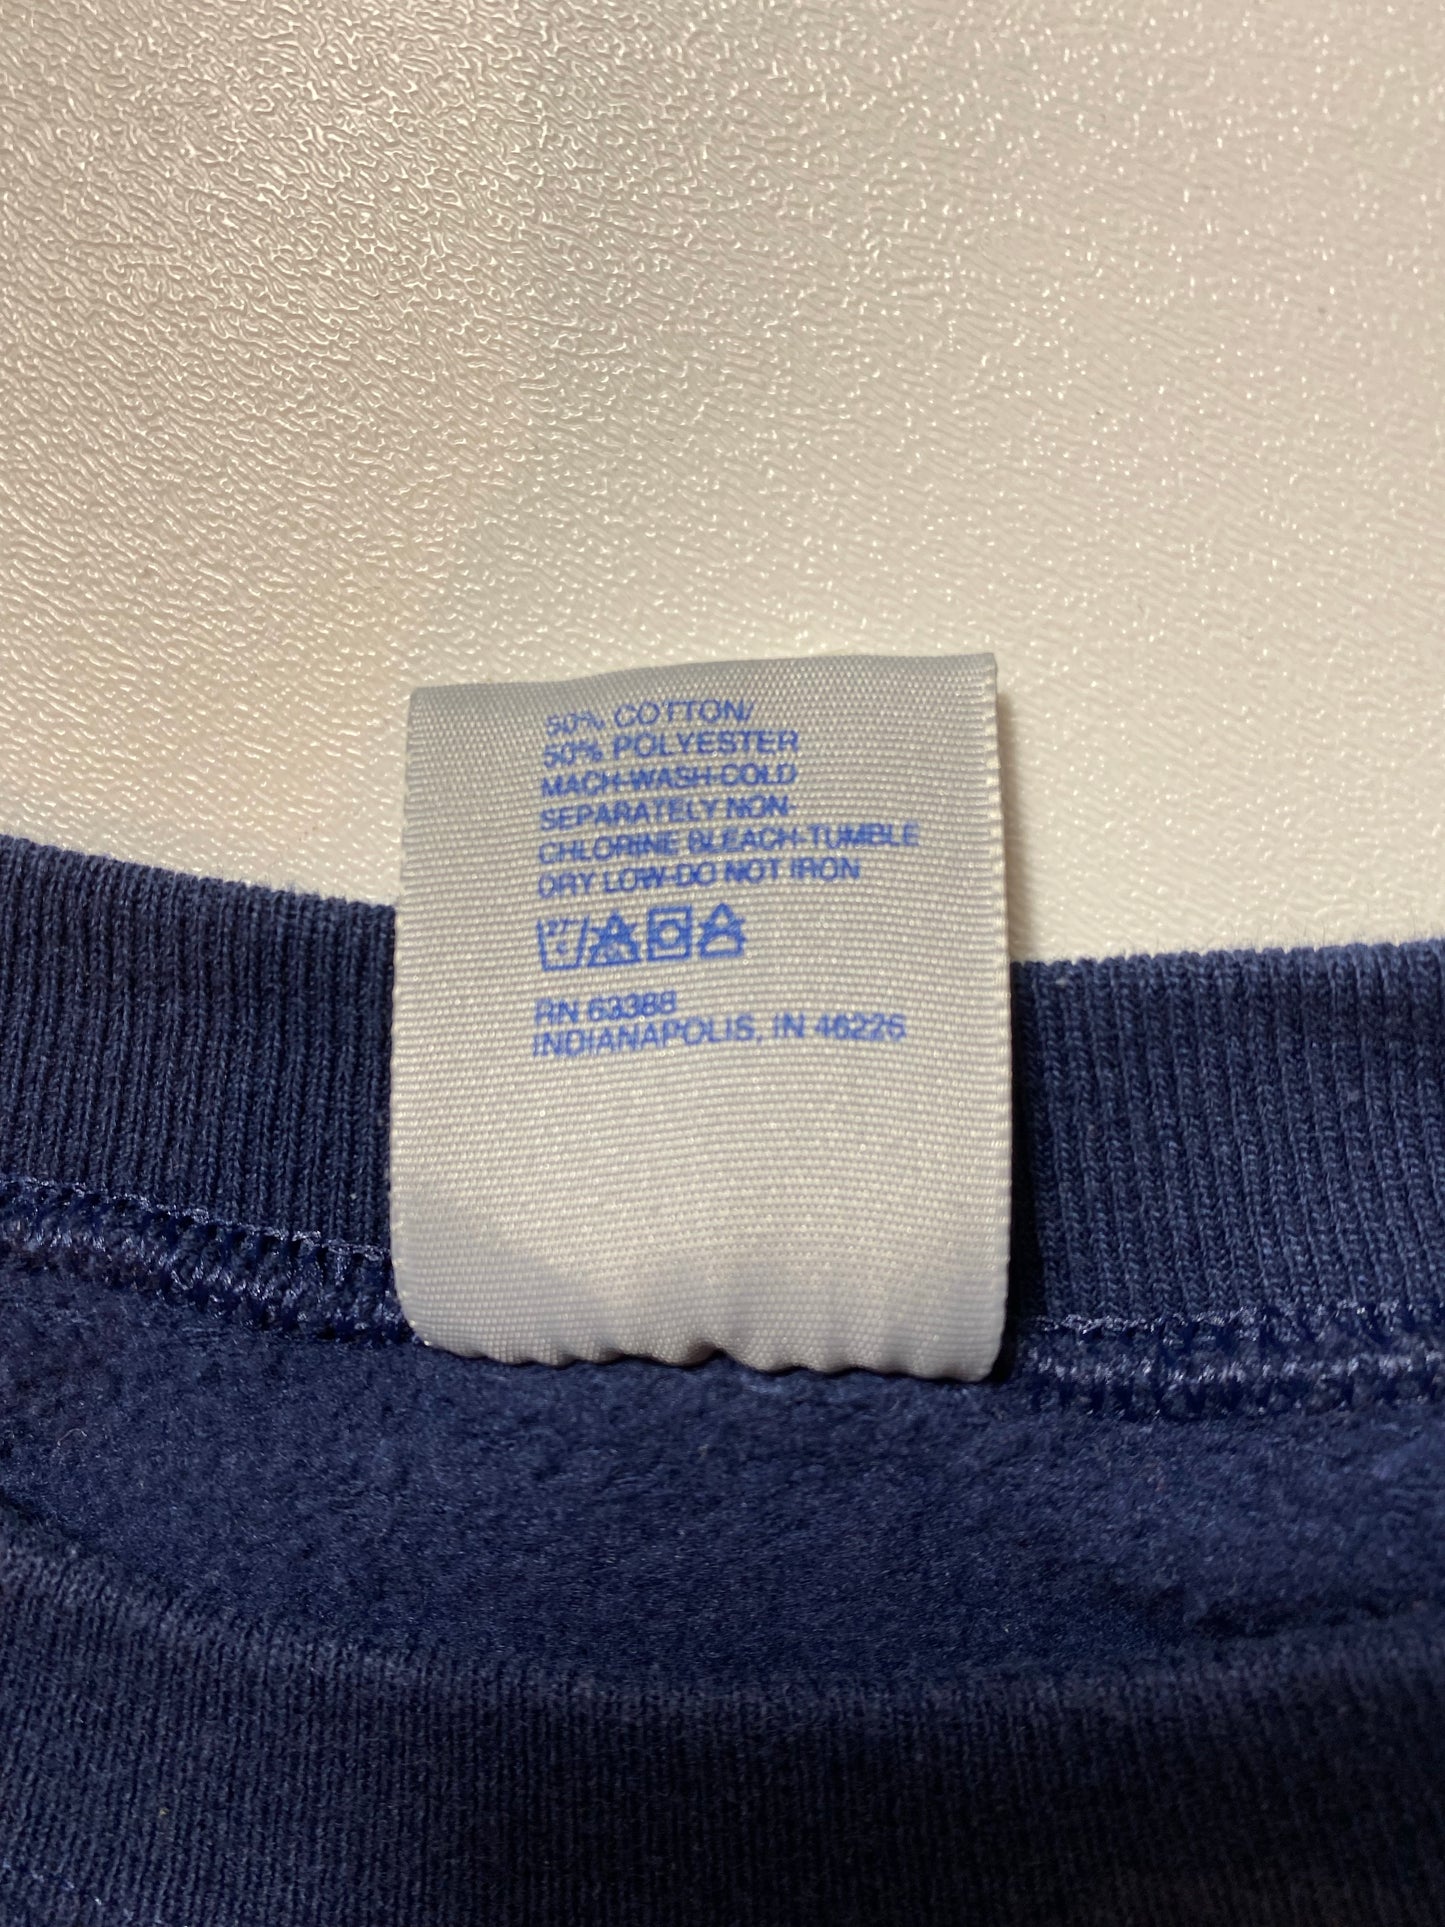 50% COTTON/
50% POLYESTER
MACH-WASH-COLD
SEPARATELY NON-
CHLORINE BLEACH-TUMBLE
DRY LOW-DO NOT IRON
RN 63388
INDIANAPOLIS, IN 46226